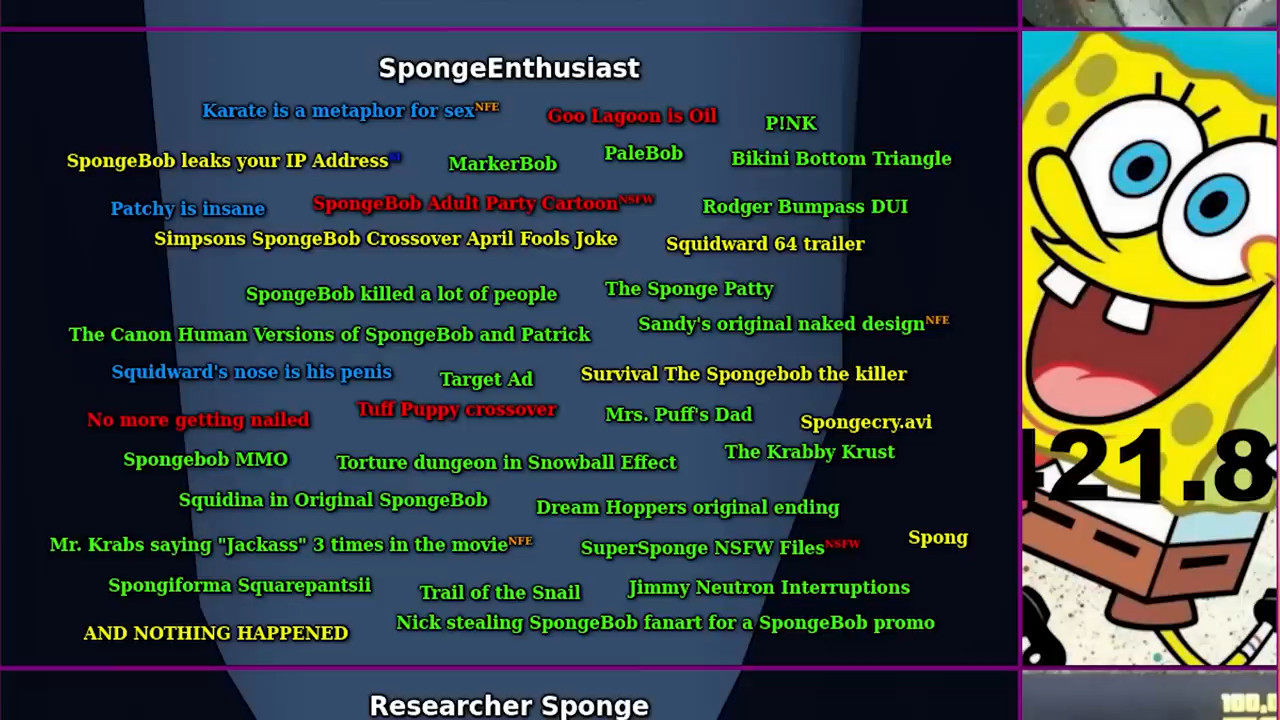 SpongeEnthusiast
Karate is a metaphor for sex NFE
Goo Lagoon is Oil
P!NK
SpongeBob leaks your IP Address
MarkerBob
PaleBob
Bikini Bottom Triangle
Patchy is insane
SpongeBob Adult Party Cartoon NSFW
Rodger Bumpass DUI
Simpsons SpongeBob Crossover April Fools Joke
Squidward 64 trailer
SpongeBob killed a lot of people
The Sponge Patty
The Canon Human Versions of SpongeBob and Patrick
Sandy's original naked design NFE
Squidward's nose is his penis
Target Ad
Survival The Spongebob the killer
No more getting nailed
Tuff Puppy crossover
Mrs. Puff's Dad
Spongecry.avi
Spongebob MMO
Torture dungeon in Snowball Effect
The Krabby Krust
Squidina in Original SpongeBob
Dream Hoppers original ending
Mr. Krabs saying "Jackass" 3 times in the movie NFE
SuperSponge NSFW Files NSFW
Spong
Spongiforma Squarepantsii
Trail of the Snail
Jimmy Neutron Interruptions
AND NOTHING HAPPENED
Nick stealing SpongeBob fanart for a SpongeBob promo
Researcher Sponge
421.8
100,0